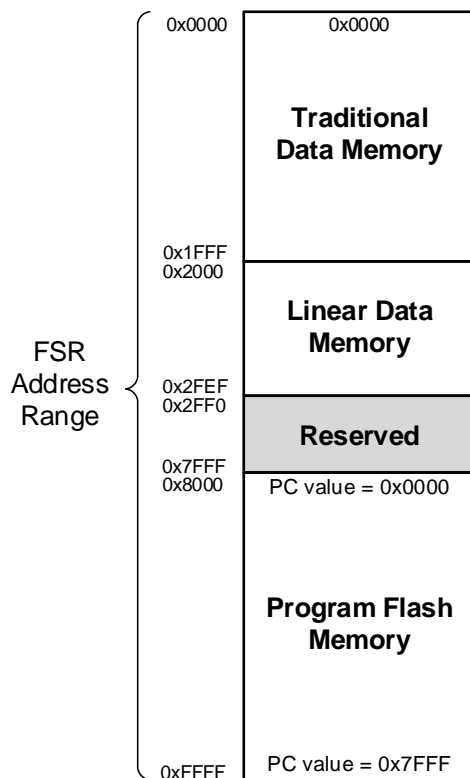 0x0000
0x0000
Traditional
Data Memory
0x1FFF
0x2000
Linear Data
Memory
FSR
Address
Range
0x2FEF
0x2FF0
Reserved
0x7FFF
0x8000
PC value = 0x0000
Program Flash
Memory
PC value = 0x7FFF
0xFFFF